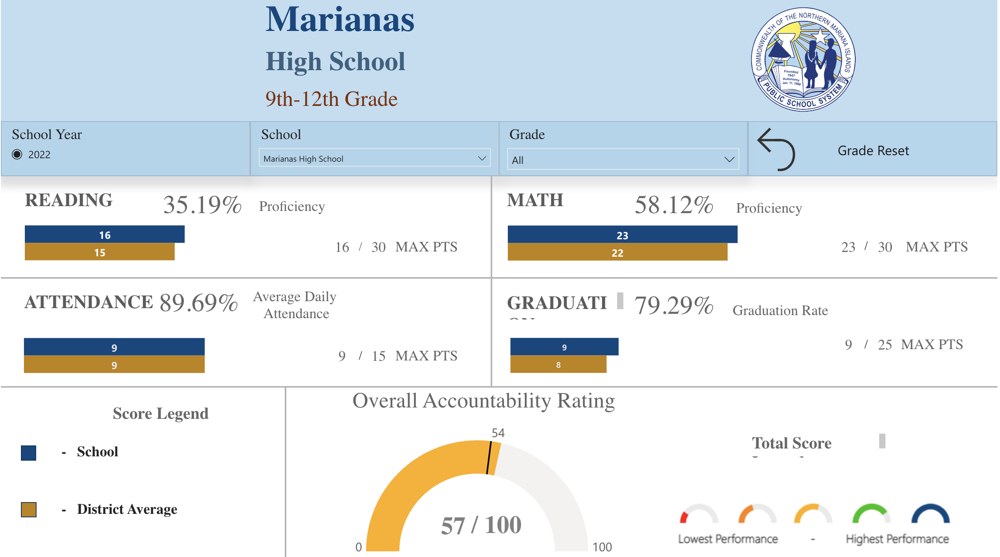 Marianas
High School
9th-12th Grade
COMMONWEALTH OF THE NORTHERN MARIANA ISLANDS
Founded
1947
Autonomy
Jan. 11, 1988
PUBLIC SCHOOL SYSTEM
School Year
2022
School
Marianas High School
Grade
All
Grade Reset
READING 35.19% Proficiency
16
15
16 / 30 MAX PTS
MATH 58.12% Proficiency
23
22
23 / 30 MAX PTS
ATTENDANCE 89.69% Average Daily
Attendance
9
9
9 / 15 MAX PTS
GRADUATI 79.29% Graduation Rate
9
8
9 / 25 MAX PTS
Score Legend
- School
- District Average
Overall Accountability Rating
54
57 / 100
0
100
Total Score
Lowest Performance - Highest Performance